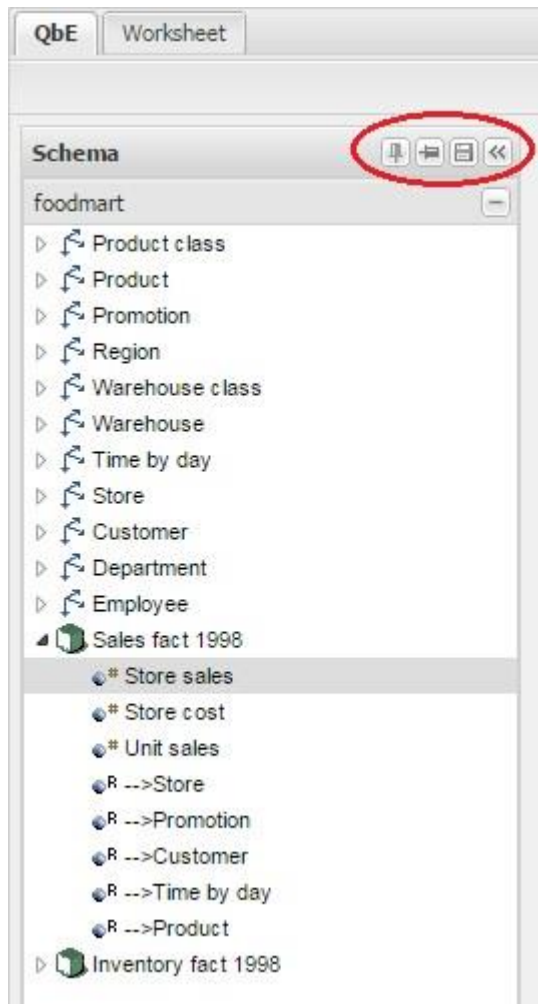 QbE Worksheet
Schema
foodmart
Product class
Product
Promotion
Region
Warehouse class
Warehouse
Time by day
Store
Customer
Department
Employee
Sales fact 1998
# Store sales
# Store cost
# Unit sales
R -->Store
R -->Promotion
R -->Customer
R -->Time by day
R -->Product
Inventory fact 1998